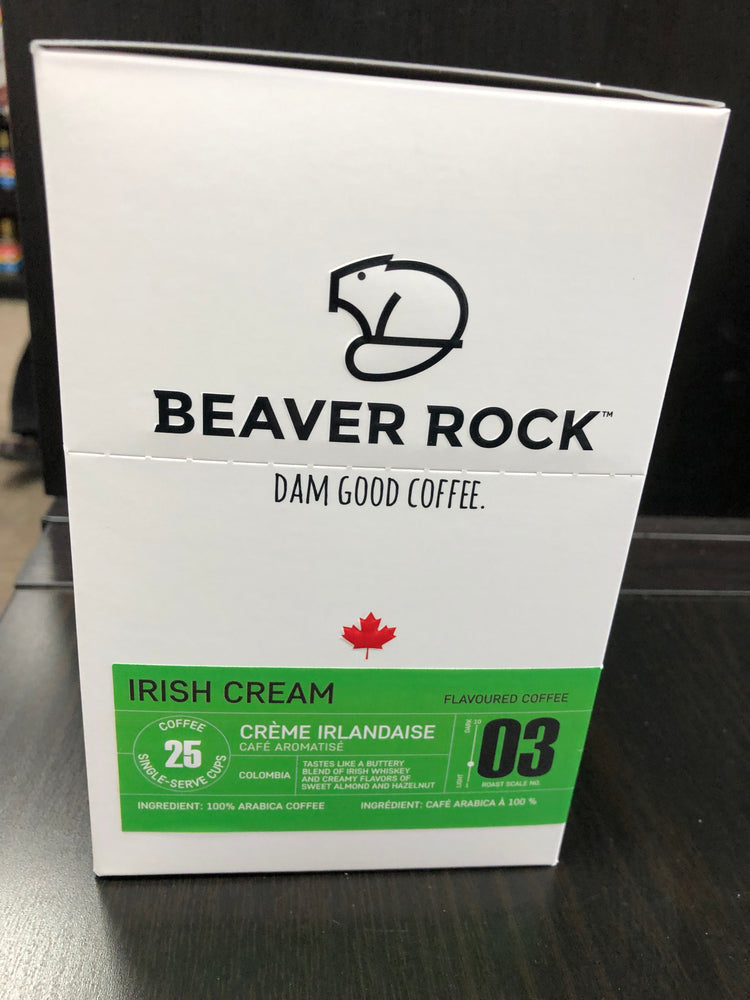 BEAVER ROCK™
DAM GOOD COFFEE.
IRISH CREAM
FLAVOURED COFFEE
COFFEE
25
SINGLE-SERVE CUPS
CRÈME IRLANDAISE
CAFÉ AROMATISÉ
COLOMBIA
TASTES LIKE A BUTTERY
BLEND OF IRISH WHISKEY
AND CREAMY FLAVORS OF
SWEET ALMOND AND HAZELNUT
DARK 10
LIGHT 1
03
ROAST SCALE NO.
INGREDIENT: 100% ARABICA COFFEE
INGRÉDIENT: CAFÉ ARABICA À 100 %